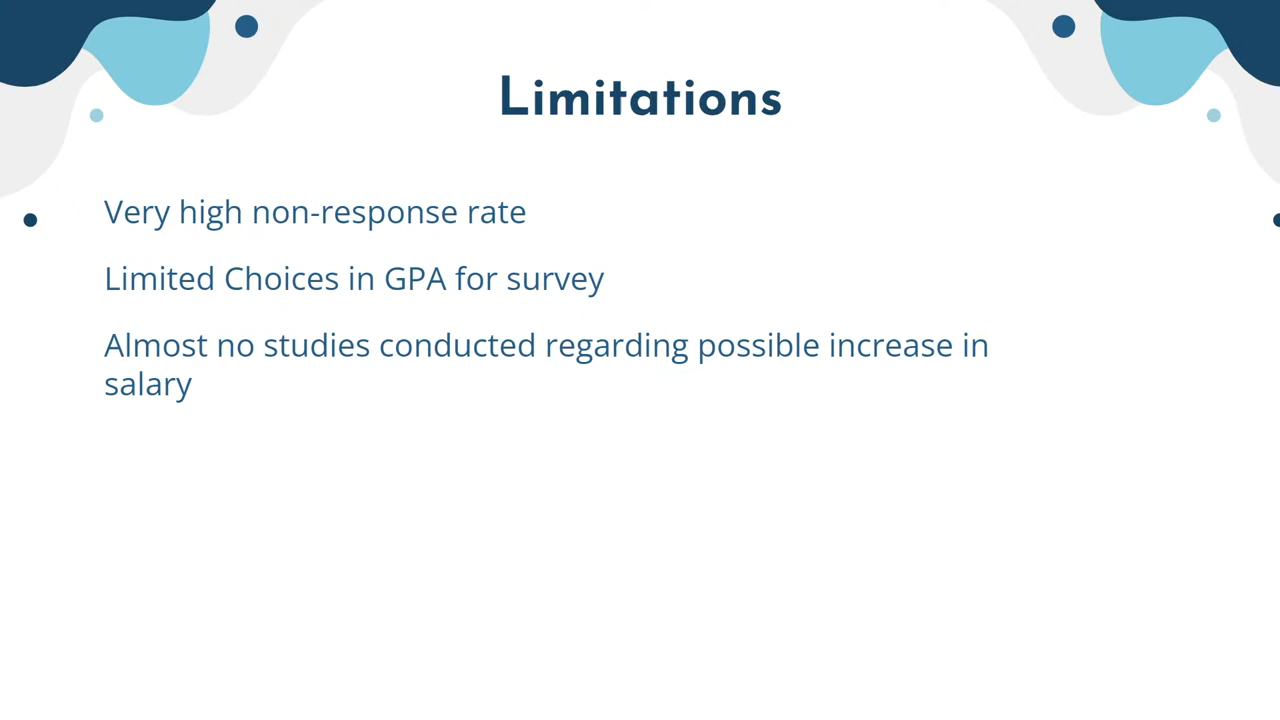 Limitations
Very high non-response rate
Limited Choices in GPA for survey
Almost no studies conducted regarding possible increase in
salary